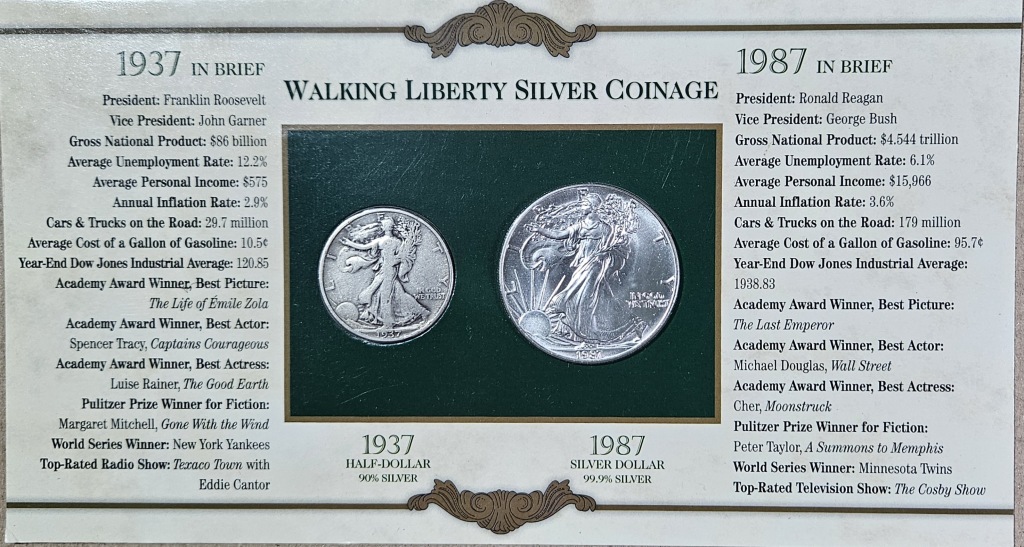 1937 IN BRIEF
President: Franklin Roosevelt
Vice President: John Garner
Gross National Product: $86 billion
Average Unemployment Rate: 12.2%
Average Personal Income: $575
Annual Inflation Rate: 2.9%
Cars & Trucks on the Road: 29.7 million
Average Cost of a Gallon of Gasoline: 10.5¢
Year-End Dow Jones Industrial Average: 120.85
Academy Award Winner, Best Picture:
The Life of Emile Zola
Academy Award Winner, Best Actor:
Spencer Tracy, Captains Courageous
Academy Award Winner, Best Actress:
Luise Rainer, The Good Earth
Pulitzer Prize Winner for Fiction:
Margaret Mitchell, Gone With the Wind
World Series Winner: New York Yankees
Top-Rated Radio Show: Texaco Town with
Eddie Cantor
WALKING LIBERTY SILVER COINAGE
LIBERTY
IN GOD
WE TRUST
1937
L I T Y
IN GOD
WE TRUST
1937
HALF-DOLLAR
90% SILVER
1987
SILVER DOLLAR
99.9% SILVER
1987 IN BRIEF
President: Ronald Reagan
Vice President: George Bush
Gross National Product: $4.544 trillion
Average Unemployment Rate: 6.1%
Average Personal Income: $15,966
Annual Inflation Rate: 3.6%
Cars & Trucks on the Road: 179 million
Average Cost of a Gallon of Gasoline: 95.7¢
Year-End Dow Jones Industrial Average:
1938.83
Academy Award Winner, Best Picture:
The Last Emperor
Academy Award Winner, Best Actor:
Michael Douglas, Wall Street
Academy Award Winner, Best Actress:
Cher, Moonstruck
Pulitzer Prize Winner for Fiction:
Peter Taylor, A Summons to Memphis
World Series Winner: Minnesota Twins
Top-Rated Television Show: The Cosby Show